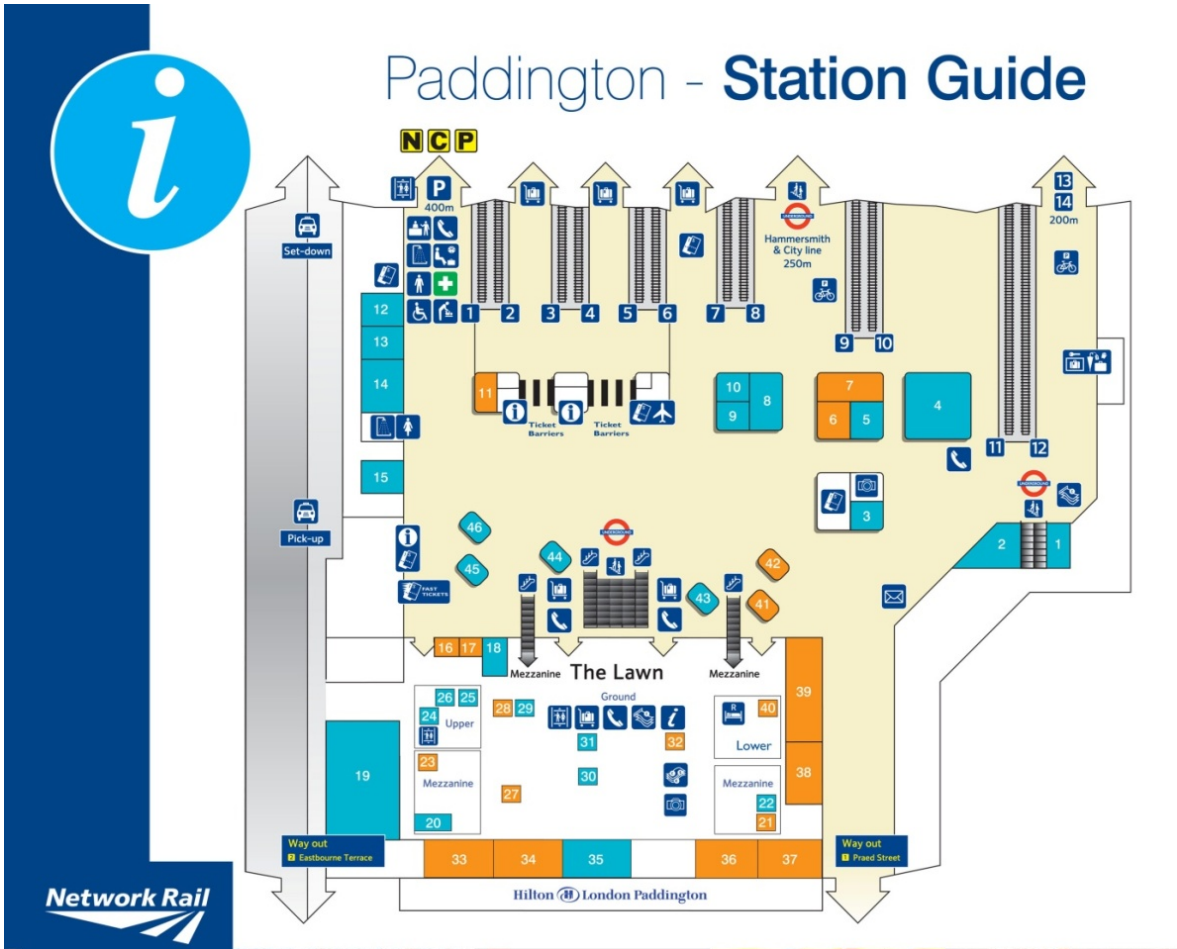 Paddington - Station Guide
i
N C P
P
400m
13
14
200m
UNDERGROUND
Hammersmith
& City line
250m
Set-down
1 2 3 4 5 6 7 8
9 10
11 12
12
13
14
15
11
i
i
Ticket
Barriers
Ticket
Barriers
10
9
8
7
6
5
4
3
2
1
Pick-up
i
FAST
TICKETS
46
45
44
UNDERGROUND
43
42
41
UNDERGROUND
16 17 18
Mezzanine
The Lawn
Mezzanine
Ground
i
26 25
24
Upper
28 29
31
32
R
40
Lower
39
38
23
Mezzanine
20
30
27
Mezzanine
22
21
19
Way out
2 Eastbourne Terrace
33 34 35 36 37
Way out
1 Praed Street
Hilton H London Paddington
Network Rail